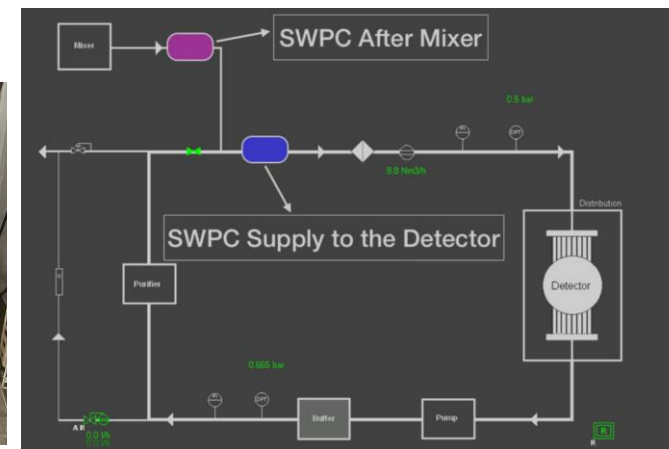 Mixer
SWPC After Mixer
0.5 bar
8.8 Nm3/h
Distribution
SWPC Supply to the Detector
Purifier
Detector
0.665 bar
Buffer
Pump
0.0 l/h
R
R